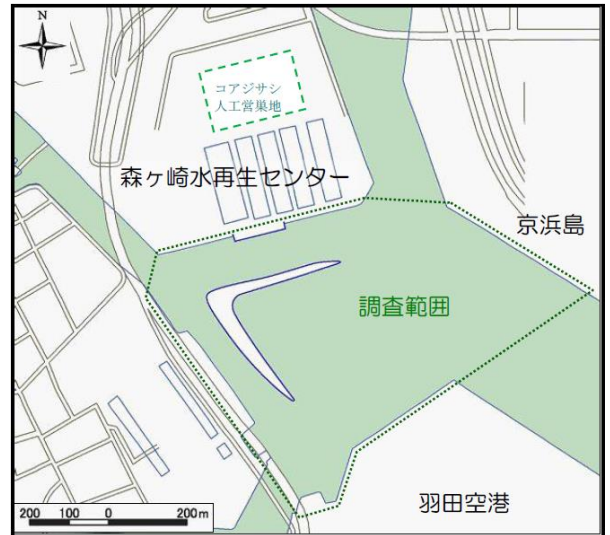 N
コアジサシ
人工営巣地
森ヶ崎水再生センター
京浜島
調査範囲
羽田空港
200 100 0 200m